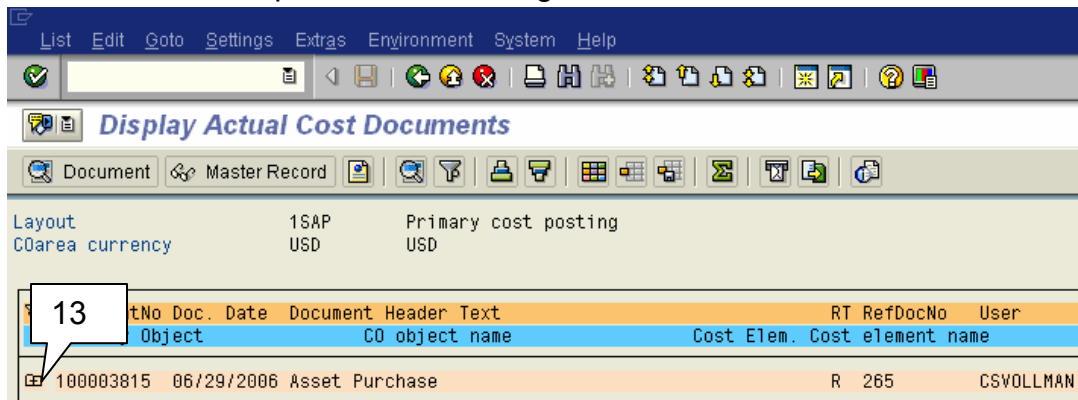 List Edit Goto Settings Extras Environment System Help
Display Actual Cost Documents
Document Master Record
Layout 1SAP Primary cost posting
COarea currency USD USD
13
tNo Doc. Date Document Header Text RT RefDocNo User
Object CO object name Cost Elem. Cost element name
100003815 06/29/2006 Asset Purchase R 265 CSVOLLMAN